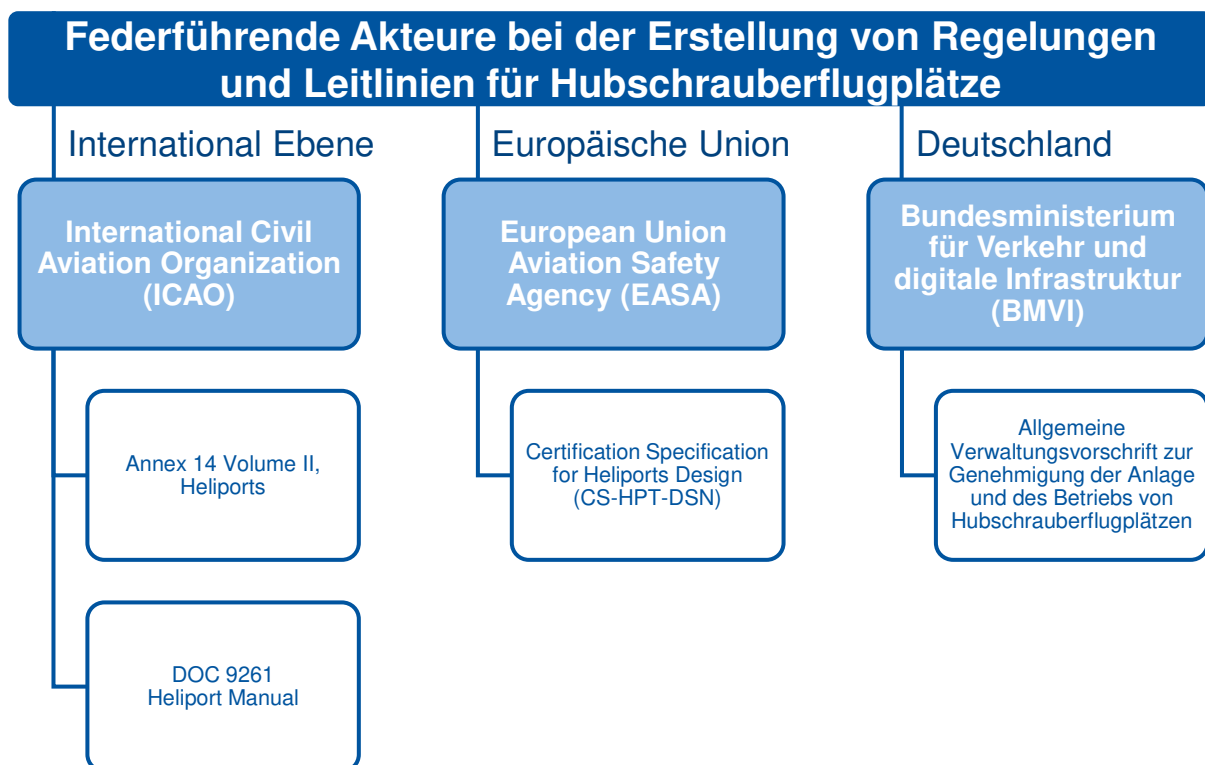 Federführende Akteure bei der Erstellung von Regelungen
und Leitlinien für Hubschrauberflugplätze
International Ebene
Europäische Union
Deutschland
International Civil
Aviation Organization
(ICAO)
European Union
Aviation Safety
Agency (EASA)
Bundesministerium
für Verkehr und
digitale Infrastruktur
(BMVI)
Annex 14 Volume II,
Heliports
Certification Specification
for Heliports Design
(CS-HPT-DSN)
Allgemeine
Verwaltungsvorschrift zur
Genehmigung der Anlage
und des Betriebs von
Hubschrauberflugplätzen
DOC 9261
Heliport Manual